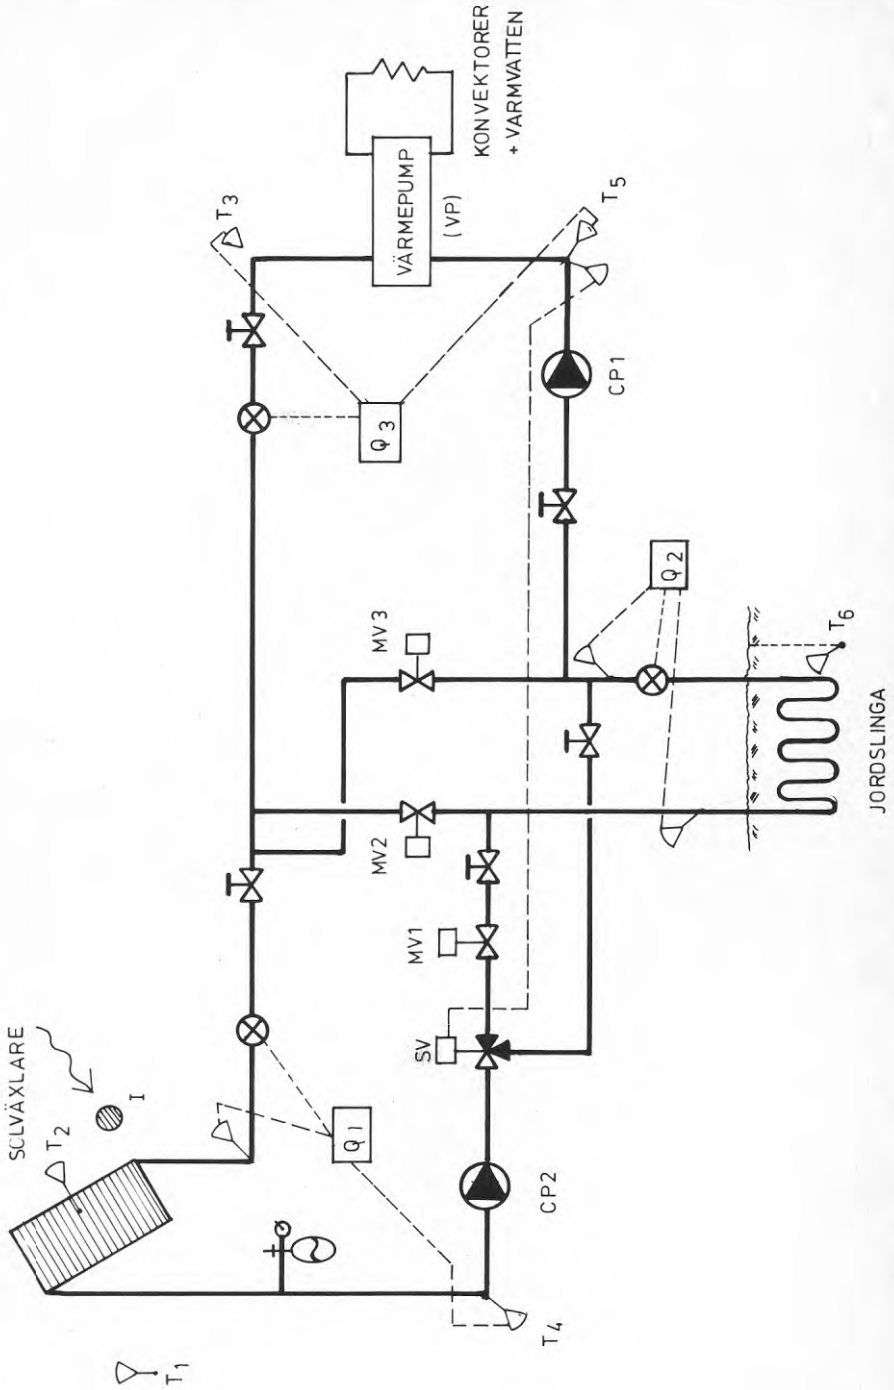 SOLVÄXLARE
T1
T2
I
Q1
T4
CP2
SV
MV1
MV2
MV3
Q3
T3
VÄRMEPUMP
(VP)
KONVEKTORER
+ VARMVATTEN
T5
CP1
Q2
T6
JORDSLINGA